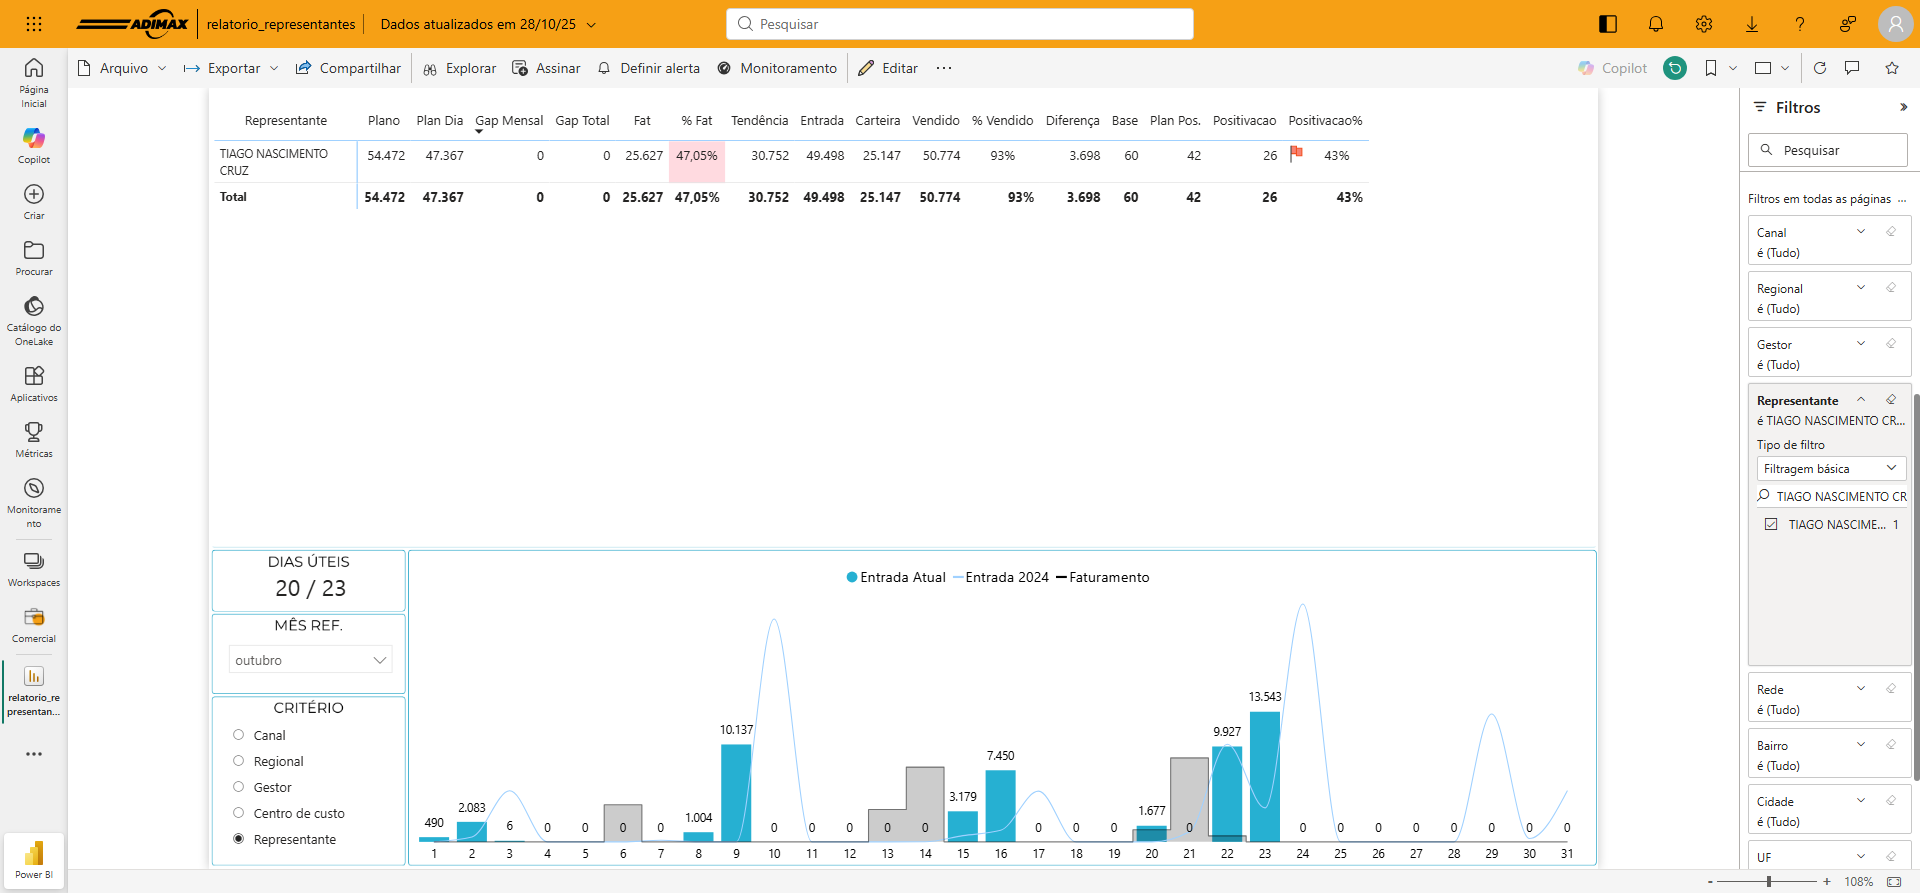 ADIMAX
relatorio_representantes
Dados atualizados em 28/10/25
Pesquisar
Arquivo
Exportar
Compartilhar
Explorar
Assinar
Definir alerta
Monitoramento
Editar
Copilot
Página
Inicial
Copilot
Criar
Procurar
Catálogo do
OneLake
Aplicativos
Métricas
Monitorame
nto
Workspaces
Comercial
relatorio_re
presentan...
Power BI
Representante Plano Plan Dia Gap Mensal Gap Total Fat % Fat Tendência Entrada Carteira Vendido % Vendido Diferença Base Plan Pos. Positivacao Positivacao%
TIAGO NASCIMENTO
CRUZ
54.472 47.367 0 0 25.627 47,05% 30.752 49.498 25.147 50.774 93% 3.698 60 42 26 43%
Total 54.472 47.367 0 0 25.627 47,05% 30.752 49.498 25.147 50.774 93% 3.698 60 42 26 43%
DIAS ÚTEIS
20 / 23
MÊS REF.
outubro
CRITÉRIO
Canal
Regional
Gestor
Centro de custo
Representante
Entrada Atual Entrada 2024 Faturamento
490 2.083 6 0 0 0 0 1.004 10.137 0 0 0 0 0 3.179 7.450 0 0 0 1.677 0 9.927 13.543 0 0 0 0 0 0 0 0
1 2 3 4 5 6 7 8 9 10 11 12 13 14 15 16 17 18 19 20 21 22 23 24 25 26 27 28 29 30 31
Filtros
Pesquisar
Filtros em todas as páginas ...
Canal
é (Tudo)
Regional
é (Tudo)
Gestor
é (Tudo)
Representante
é TIAGO NASCIMENTO CR...
Tipo de filtro
Filtragem básica
TIAGO NASCIMENTO CR
TIAGO NASCIME... 1
Rede
é (Tudo)
Bairro
é (Tudo)
Cidade
é (Tudo)
UF
- + 108%